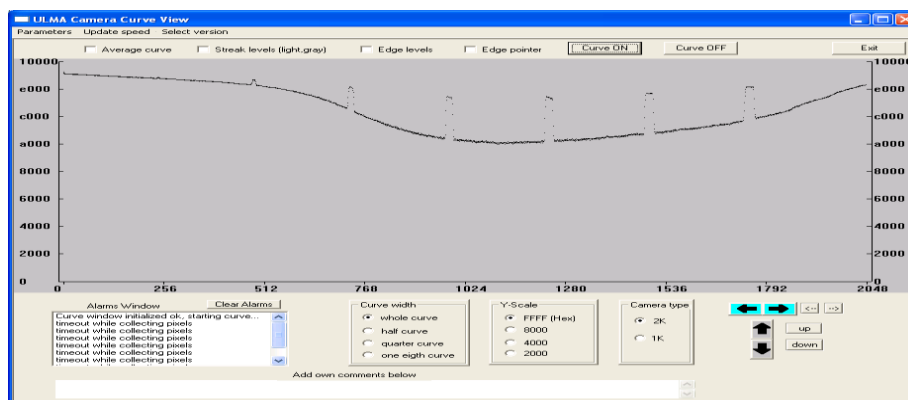 ULMA Camera Curve View
Parameters Update speed Select version
Average curve Streak levels (light,gray) Edge levels Edge pointer Curve ON Curve OFF Exit
10000 10000
e000 e000
c000 c000
a000 a000
8000 8000
6000 6000
4000 4000
2000 2000
0 0
0 256 512 768 1024 1280 1536 1792 2048
Alarms Window Clear Alarms
Curve window initialized ok, starting curve...
timeout while collecting pixels
timeout while collecting pixels
timeout while collecting pixels
timeout while collecting pixels
timeout while collecting pixels
Curve width
whole curve
half curve
quarter curve
one eigth curve
Y-Scale
FFFF (Hex)
8000
4000
2000
Camera type
2K
1K
<-- -->
up
down
Add own comments below